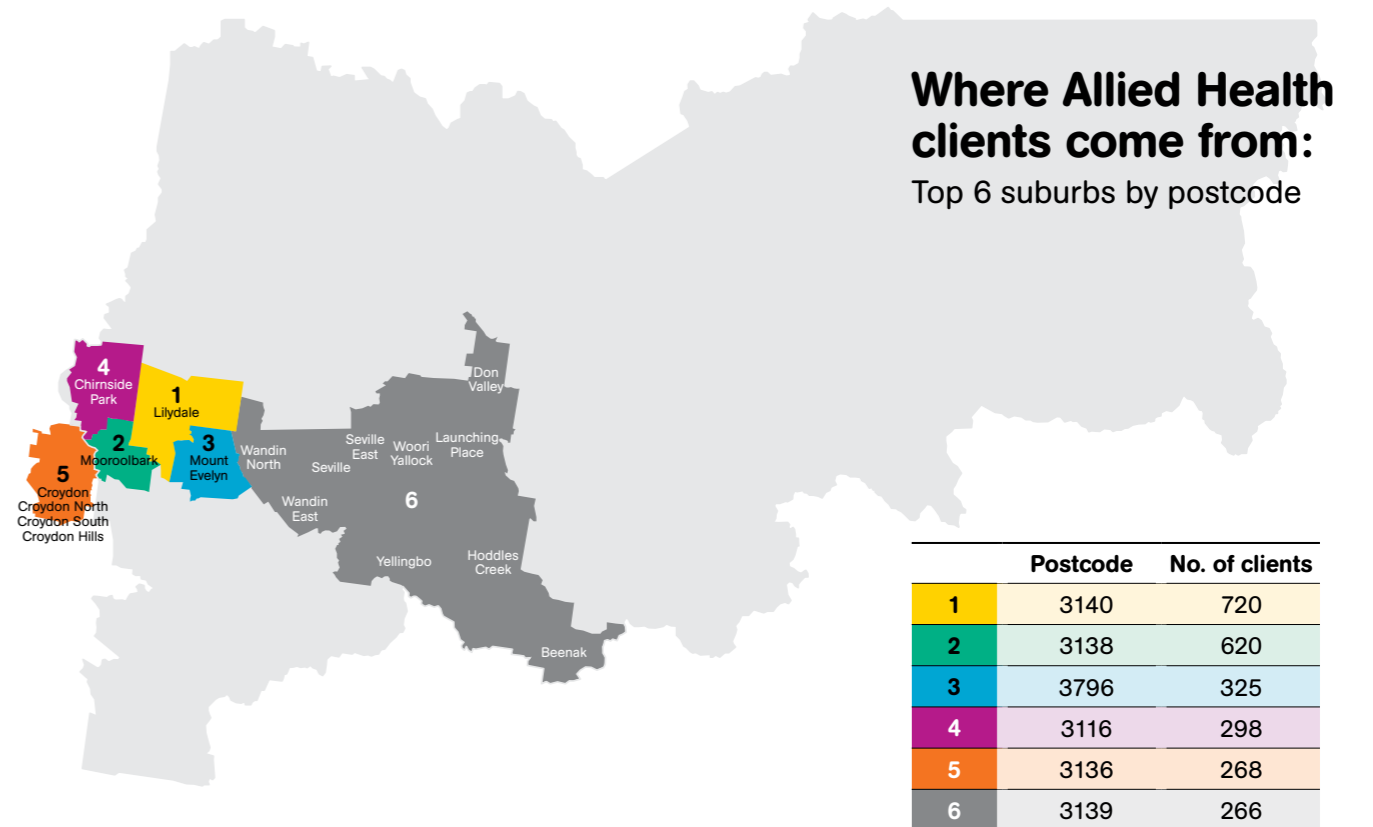 Where Allied Health
clients come from:
Top 6 suburbs by postcode
4
Chirnside
Park
1
Lilydale
2
Mooroolbark
3
Mount
Evelyn
5
Croydon
Croydon North
Croydon South
Croydon Hills
Don
Valley
Wandin
North
Seville
Seville
East
Woori
Yallock
Launching
Place
Wandin
East
6
Yellingbo
Hoddles
Creek
Beenak
Postcode No. of clients
1 3140 720
2 3138 620
3 3796 325
4 3116 298
5 3136 268
6 3139 266